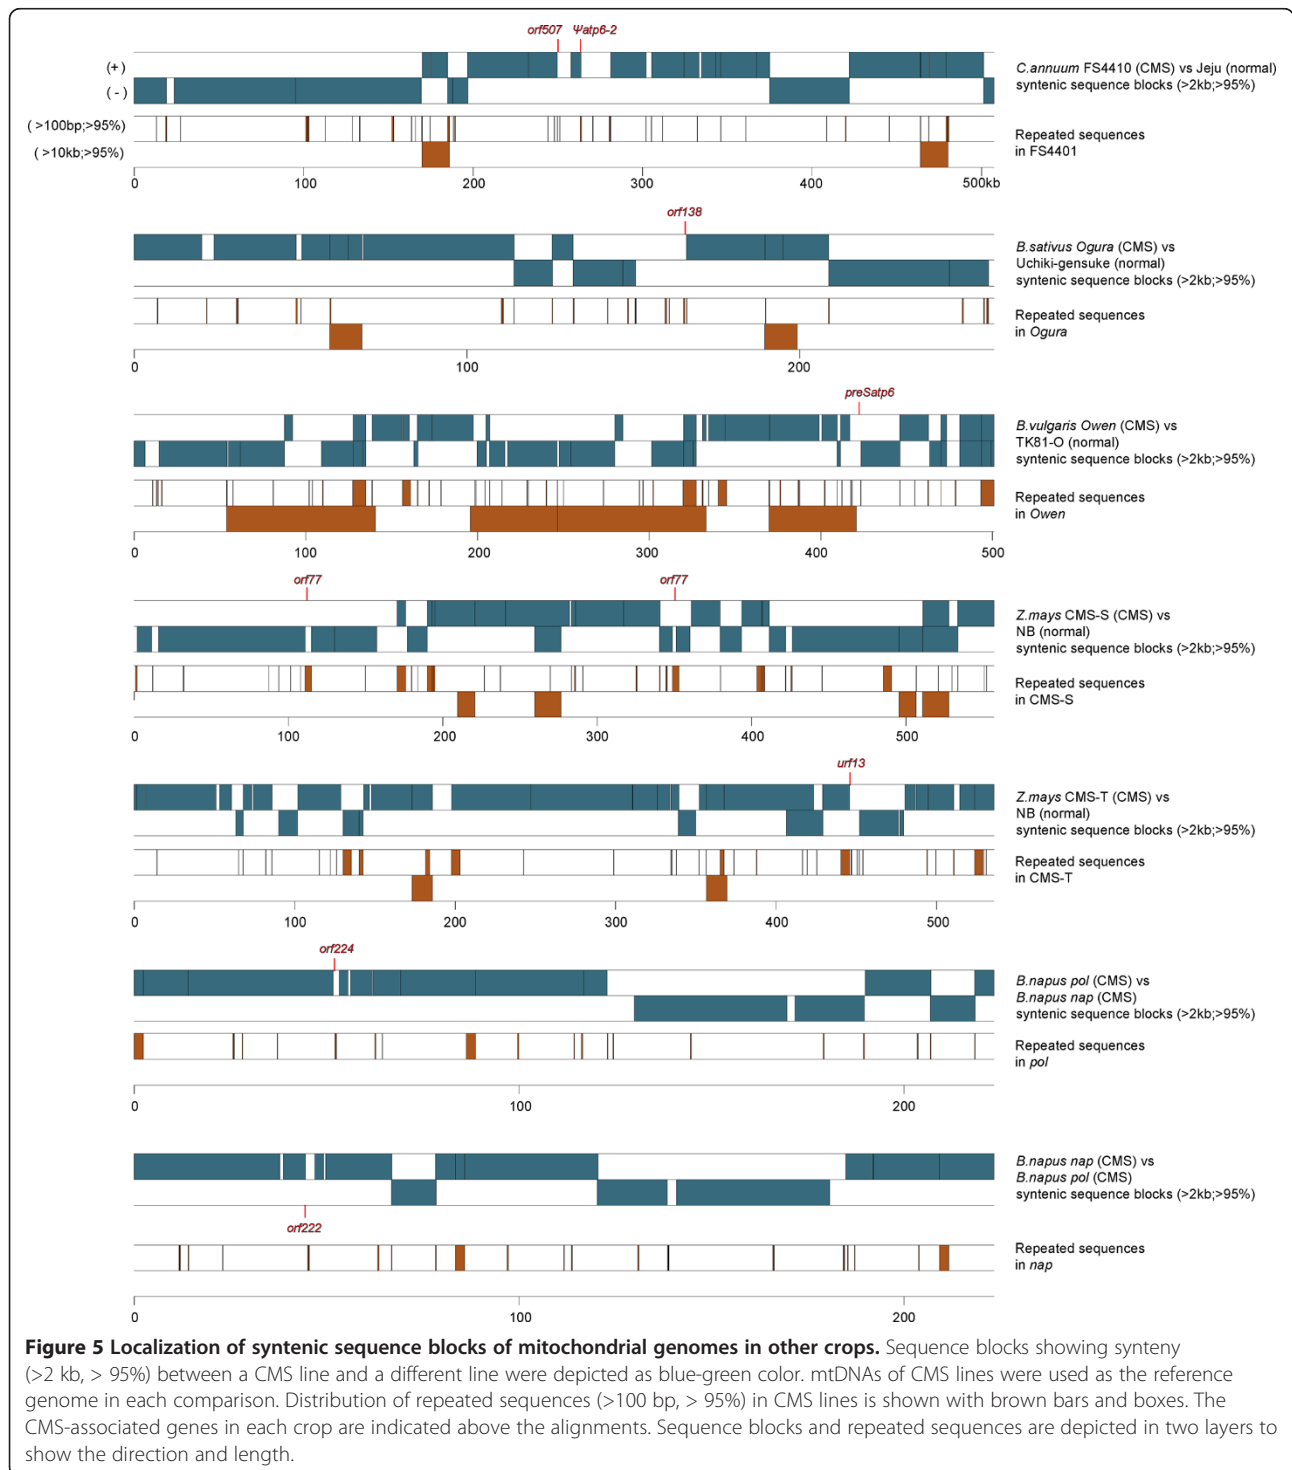 orf507 Ψatp6-2
(+)
(-)
C.annuum FS4410 (CMS) vs Jeju (normal)
syntenic sequence blocks (>2kb;>95%)
( >100bp;>95%)
( >10kb;>95%)
Repeated sequences
in FS4401
0 100 200 300 400 500kb
orf138
B.sativus Ogura (CMS) vs
Uchiki-gensuke (normal)
syntenic sequence blocks (>2kb;>95%)
Repeated sequences
in Ogura
0 100 200
preSatp6
B.vulgaris Owen (CMS) vs
TK81-O (normal)
syntenic sequence blocks (>2kb;>95%)
Repeated sequences
in Owen
0 100 200 300 400 500
orf77 orf77
Z.mays CMS-S (CMS) vs
NB (normal)
syntenic sequence blocks (>2kb;>95%)
Repeated sequences
in CMS-S
0 100 200 300 400 500
urf13
Z.mays CMS-T (CMS) vs
NB (normal)
syntenic sequence blocks (>2kb;>95%)
Repeated sequences
in CMS-T
0 100 200 300 400 500
orf224
B.napus pol (CMS) vs
B.napus nap (CMS)
syntenic sequence blocks (>2kb;>95%)
Repeated sequences
in pol
0 100 200
B.napus nap (CMS) vs
B.napus pol (CMS)
syntenic sequence blocks (>2kb;>95%)
orf222
Repeated sequences
in nap
0 100 200
Figure 5 Localization of syntenic sequence blocks of mitochondrial genomes in other crops. Sequence blocks showing synteny
(>2 kb, > 95%) between a CMS line and a different line were depicted as blue-green color. mtDNAs of CMS lines were used as the reference
genome in each comparison. Distribution of repeated sequences (>100 bp, > 95%) in CMS lines is shown with brown bars and boxes. The
CMS-associated genes in each crop are indicated above the alignments. Sequence blocks and repeated sequences are depicted in two layers to
show the direction and length.